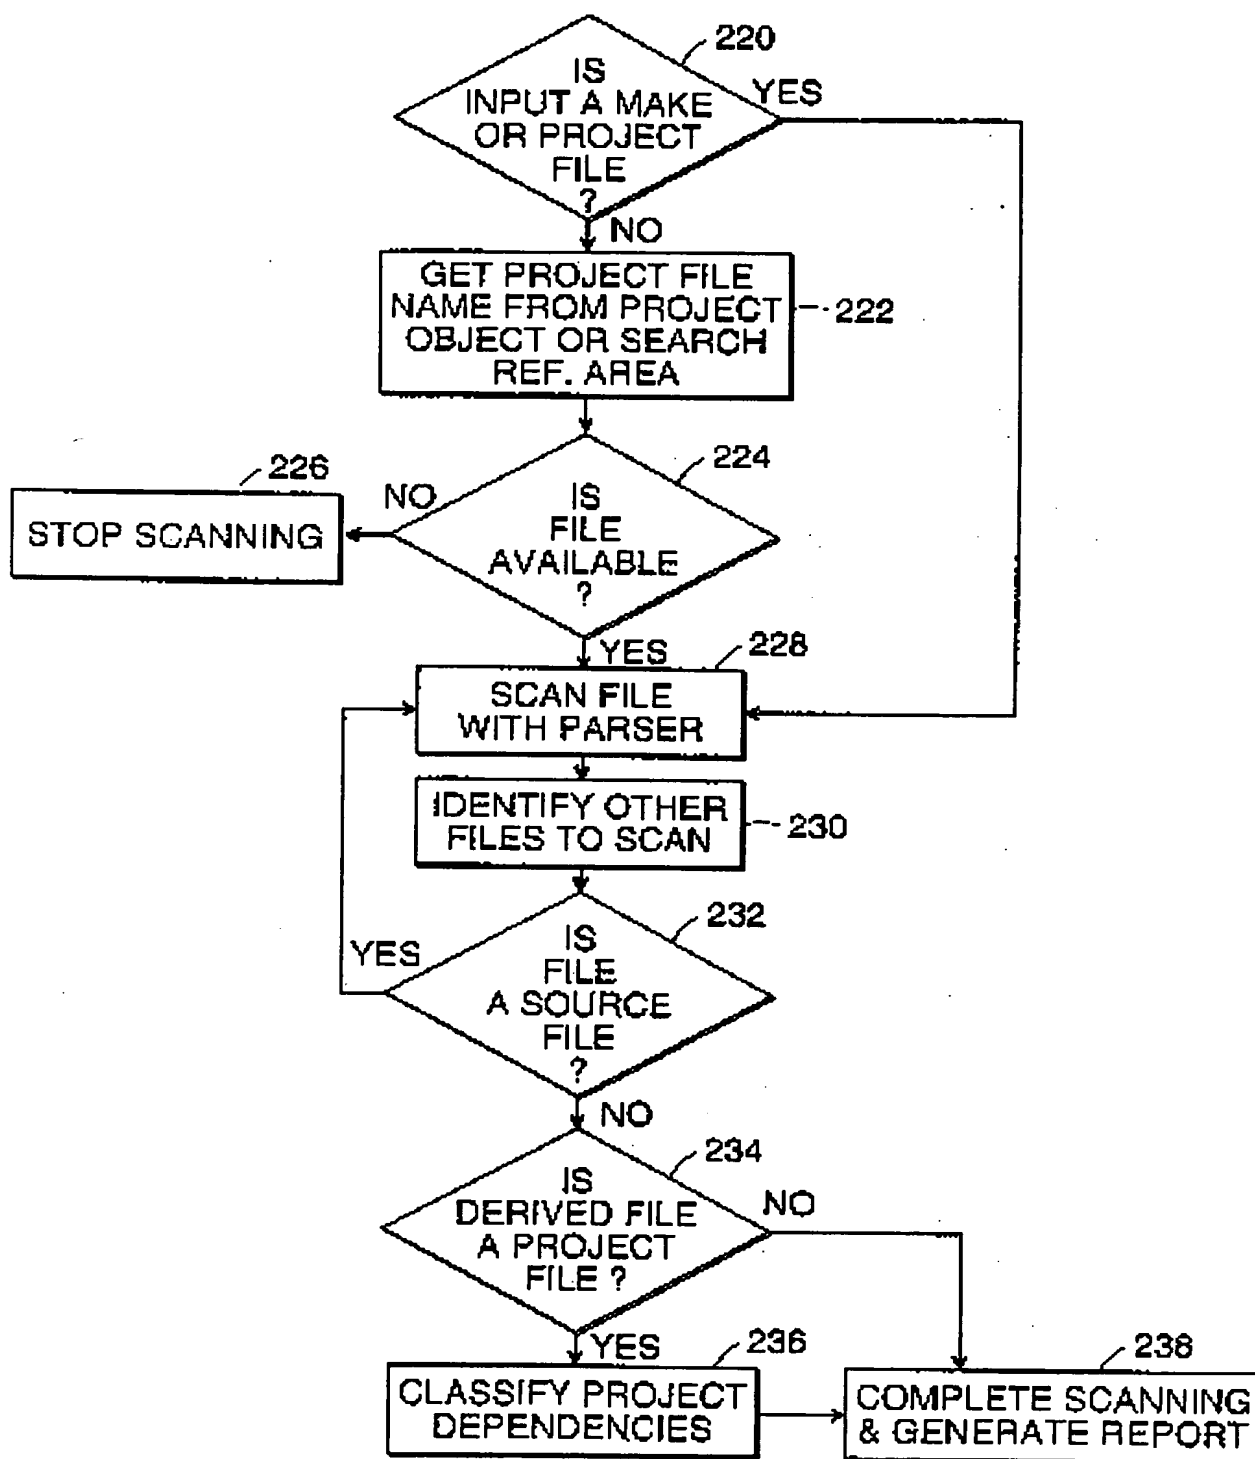 220
IS
INPUT A MAKE
OR PROJECT
FILE
?
YES
NO
GET PROJECT FILE
NAME FROM PROJECT
OBJECT OR SEARCH
REF. AREA
222
224
IS
FILE
AVAILABLE
?
NO
226
STOP SCANNING
YES
228
SCAN FILE
WITH PARSER
IDENTIFY OTHER
FILES TO SCAN
230
232
IS
FILE
A SOURCE
FILE
?
YES
NO
234
IS
DERIVED FILE
A PROJECT
FILE ?
NO
YES
236
CLASSIFY PROJECT
DEPENDENCIES
238
COMPLETE SCANNING
& GENERATE REPORT